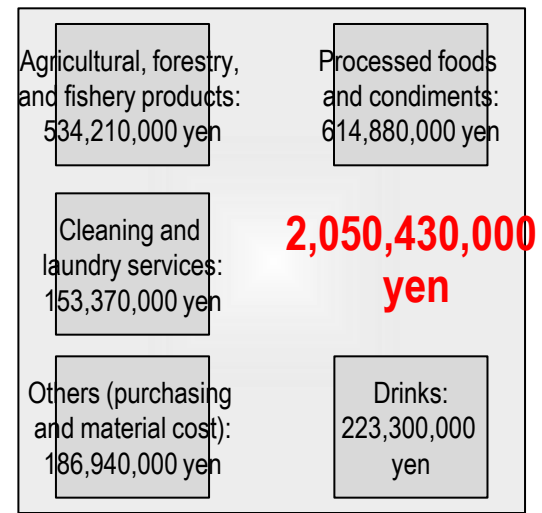 Agricultural, forestry,
and fishery products:
534,210,000 yen
Processed foods
and condiments:
614,880,000 yen
Cleaning and
laundry services:
153,370,000 yen
2,050,430,000
yen
Others (purchasing
and material cost):
186,940,000 yen
Drinks:
223,300,000
yen